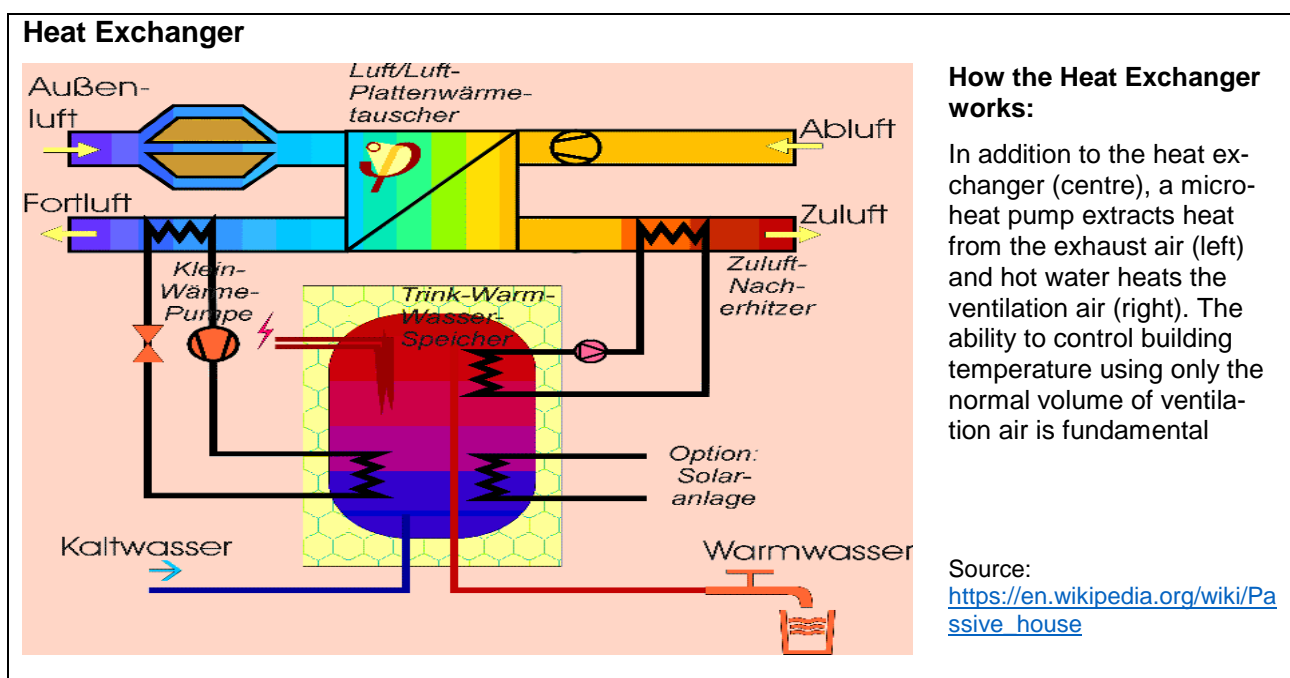 Heat Exchanger
Außen-
luft
Luft/Luft-
Plattenwärme-
tauscher
Abluft
Fortluft
Zuluft
Klein-
Wärme-
Pumpe
Trink-Warm-
Wasser-
Speicher
Zuluft-
Nach-
erhitzer
Option:
Solar-
anlage
Kaltwasser
Warmwasser
How the Heat Exchanger
works:
In addition to the heat ex-
changer (centre), a micro-
heat pump extracts heat
from the exhaust air (left)
and hot water heats the
ventilation air (right). The
ability to control building
temperature using only the
normal volume of ventila-
tion air is fundamental
Source:
https://en.wikipedia.org/wiki/Pa
ssive_house